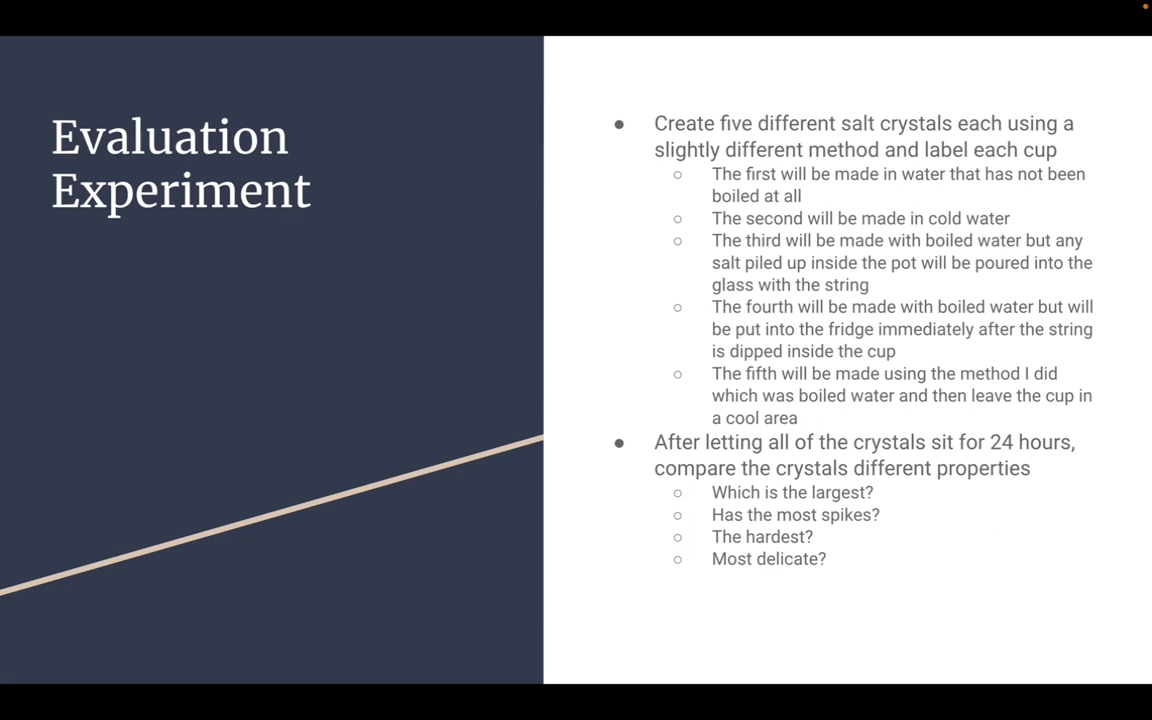 Evaluation
Experiment
● Create five different salt crystals each using a
slightly different method and label each cup
○ The first will be made in water that has not been
boiled at all
○ The second will be made in cold water
○ The third will be made with boiled water but any
salt piled up inside the pot will be poured into the
glass with the string
○ The fourth will be made with boiled water but will
be put into the fridge immediately after the string
is dipped inside the cup
○ The fifth will be made using the method I did
which was boiled water and then leave the cup in
a cool area
● After letting all of the crystals sit for 24 hours,
compare the crystals different properties
○ Which is the largest?
○ Has the most spikes?
○ The hardest?
○ Most delicate?